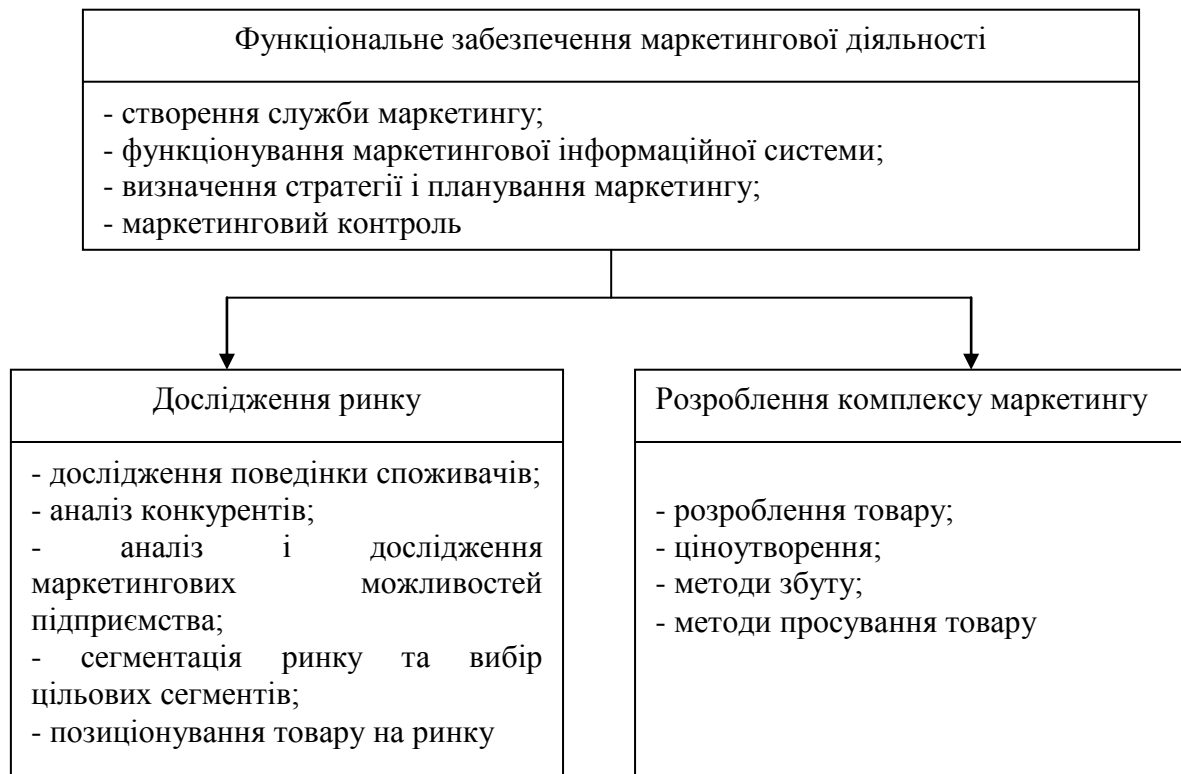 Функціональне забезпечення маркетингової діяльності
- створення служби маркетингу;
- функціонування маркетингової інформаційної системи;
- визначення стратегії і планування маркетингу;
- маркетинговий контроль
Дослідження ринку
- дослідження поведінки споживачів;
- аналіз конкурентів;
- аналіз і дослідження
маркетингових можливостей
підприємства;
- сегментація ринку та вибір
цільових сегментів;
- позиціонування товару на ринку
Розроблення комплексу маркетингу
- розроблення товару;
- ціноутворення;
- методи збуту;
- методи просування товару